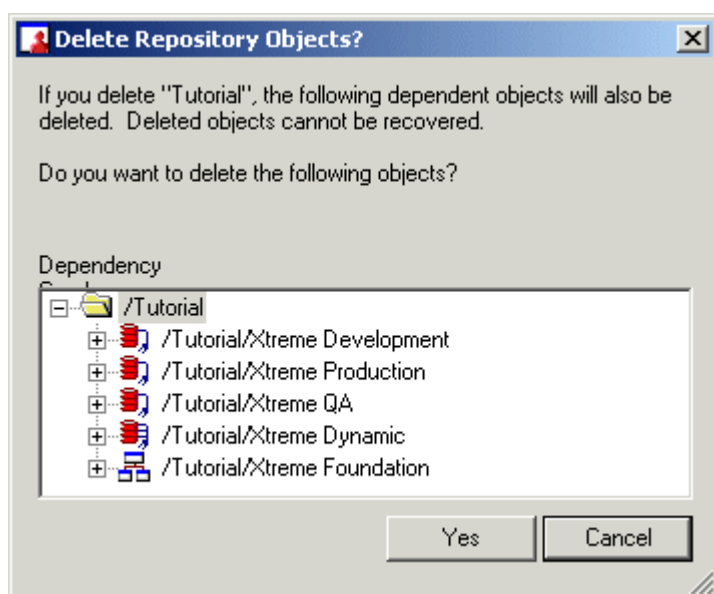 Delete Repository Objects?
If you delete "Tutorial", the following dependent objects will also be
deleted. Deleted objects cannot be recovered.
Do you want to delete the following objects?
Dependency
/Tutorial
/Tutorial/Xtreme Development
/Tutorial/Xtreme Production
/Tutorial/Xtreme QA
/Tutorial/Xtreme Dynamic
/Tutorial/Xtreme Foundation
Yes Cancel